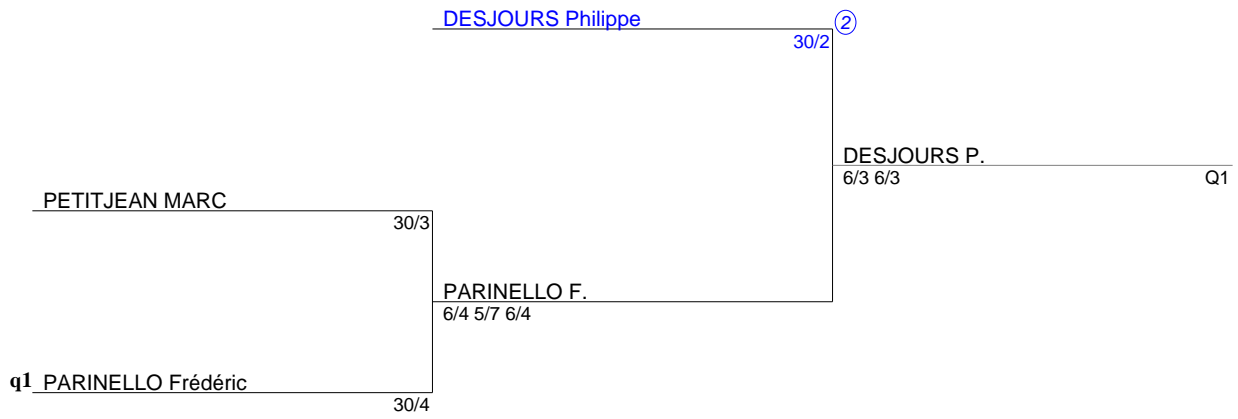 DESJOURS Philippe
2
30/2
DESJOURS P.
6/3 6/3 Q1
PETITJEAN MARC
30/3
PARINELLO F.
6/4 5/7 6/4
q1 PARINELLO Frédéric
30/4